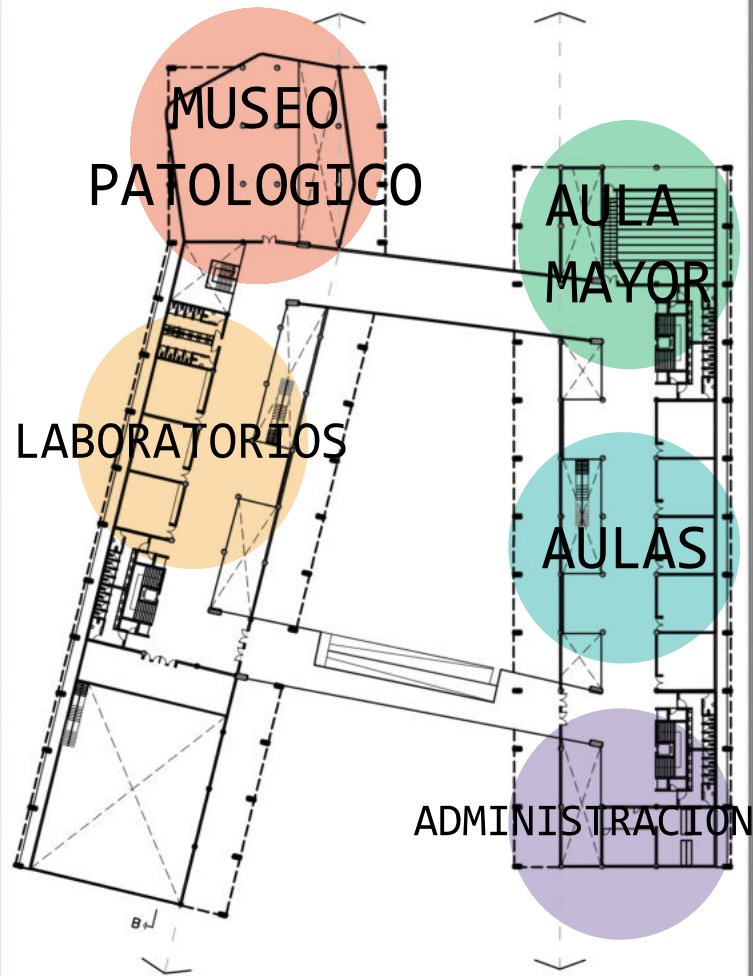 MUSEO
PATOLOGICO
AULA
MAYOR
LABORATORIOS
AULAS
ADMINISTRACION
B